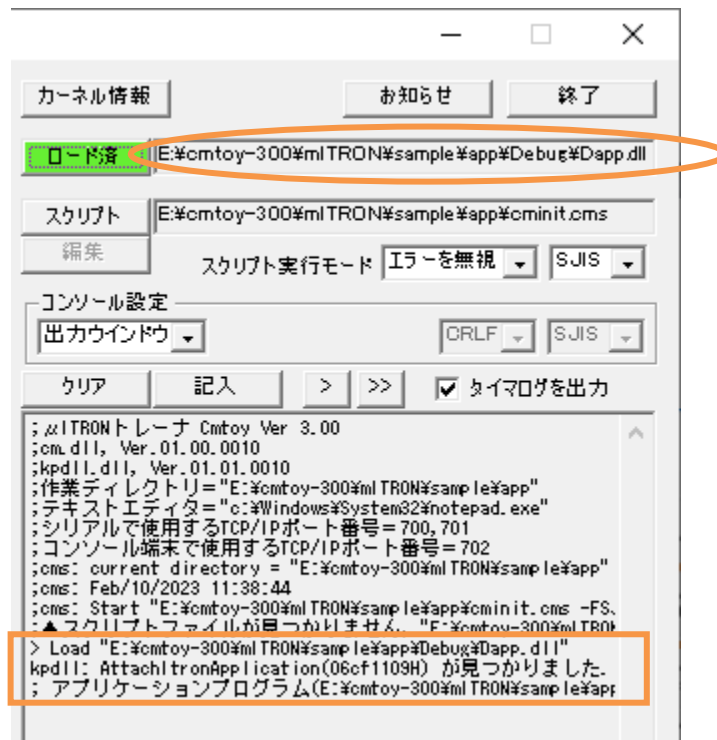 カーネル情報 お知らせ 終了
ロード済 E:¥cmtoy-300¥mITRON¥sample¥app¥Debug¥Dapp.dll
スクリプト E:¥cmtoy-300¥mITRON¥sample¥app¥cminit.cms
編集 スクリプト実行モード エラーを無視 SJIS
コンソール設定
出力ウインドウ CRLF SJIS
クリア 記入 > >> タイマログを出力
;μITRONトレーナ Cmtoy Ver 3.00
;cm.dll, Ver.01.00.0010
;kpdll.dll, Ver.01.01.0010
;作業ディレクトリ="E:¥cmtoy-300¥mITRON¥sample¥app"
;テキストエディタ="c:¥Windows¥System32¥notepad.exe"
;シリアルで使用するTCP/IPポート番号=700,701
;コンソール端末で使用するTCP/IPポート番号=702
;cms: current directory = "E:¥cmtoy-300¥mITRON¥sample¥app"
;cms: Feb/10/2023 11:38:44
;cms: Start "E:¥cmtoy-300¥mITRON¥sample¥app¥cminit.cms -FS、
;▲スクリプトファイルが見つかりません。"E:¥cmtoy-300¥mITRON
> Load "E:¥cmtoy-300¥mITRON¥sample¥app¥Debug¥Dapp.dll"
kpdll: AttachItronApplication(06cf1109H) が見つかりました.
; アプリケーションプログラム(E:¥cmtoy-300¥mITRON¥sample¥app